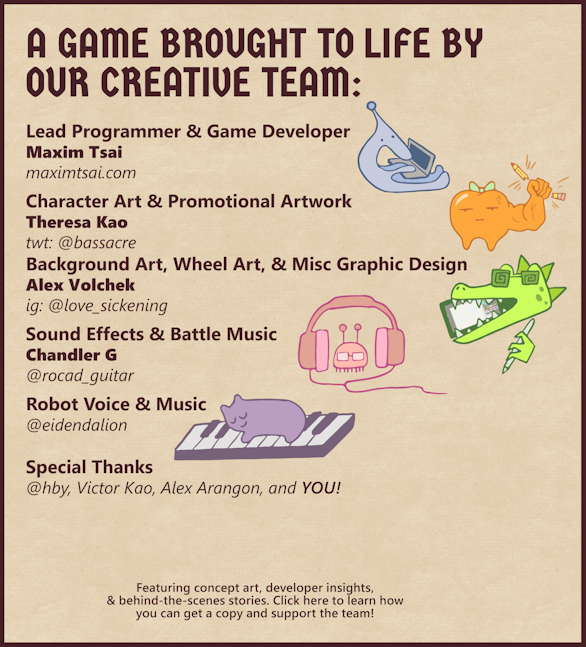 A GAME BROUGHT TO LIFE BY
OUR CREATIVE TEAM:
Lead Programmer & Game Developer
Maxim Tsai
maximtsai.com
Character Art & Promotional Artwork
Theresa Kao
twt: @bassacre
Background Art, Wheel Art, & Misc Graphic Design
Alex Volchek
ig: @love_sickening
Sound Effects & Battle Music
Chandler G
@rocad_guitar
Robot Voice & Music
@eidendalion
Special Thanks
@hby, Victor Kao, Alex Arangon, and YOU!
Featuring concept art, developer insights,
& behind-the-scenes stories. Click here to learn how
you can get a copy and support the team!